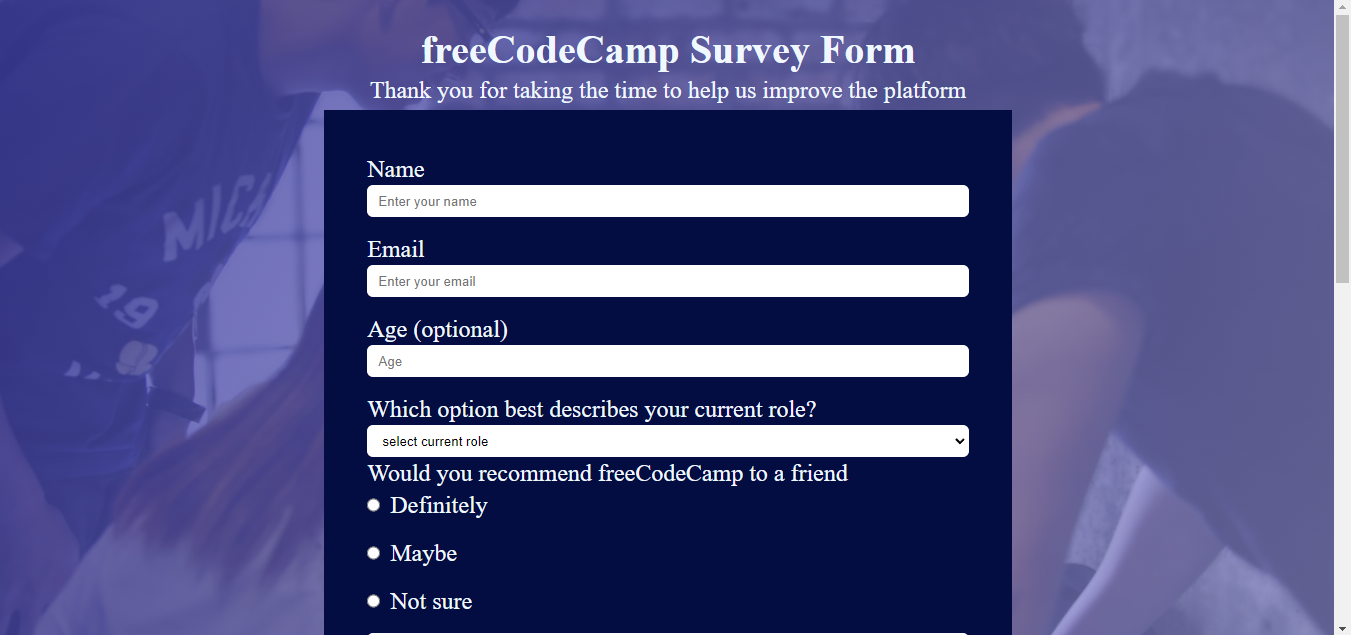 freeCodeCamp Survey Form
Thank you for taking the time to help us improve the platform
Name
Enter your name
Email
Enter your email
Age (optional)
Age
Which option best describes your current role?
select current role
Would you recommend freeCodeCamp to a friend
Definitely
Maybe
Not sure
MICH
19